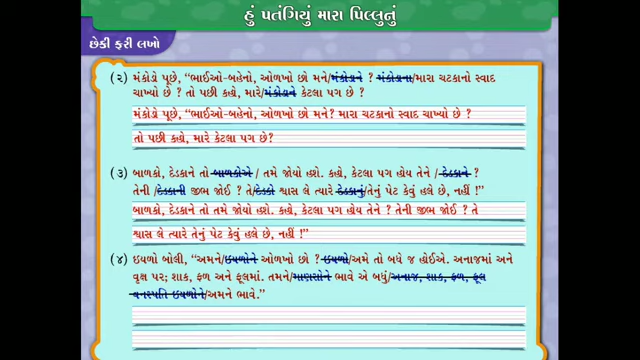 હું પતંગિયું મારા પિલ્લુનું
છેકી ફરી લખો
(૨) મંકોડો પૂછે, “ભાઈઓ-બહેનો, ઓળખો છો મને/મંકોડાને ? મંકોડાના/મારા ચટકાનો સ્વાદ
ચાખ્યો છે ? તો પછી કહો, મારે/મંકોડાને કેટલા પગ છે ?
મંકોડો પૂછે, “ભાઈઓ-બહેનો, ઓળખો છો મને? મારા ચટકાનો સ્વાદ ચાખ્યો છે ?
તો પછી કહો, મારે કેટલા પગ છે?
(૩) બાળકો, દેડકાને તો બાળકોએ / તમે જોયો હશો. કહો, કેટલા પગ હોય તેને / દેડકાને ?
તેની /દેડકાની જીભ જોઈ ? તે/દેડકો શ્વાસ લે ત્યારે દેડકાનું/તેનું પેટ કેવું હલે છે, નહીં !”
બાળકો, દેડકાને તો તમે જોયો હશો. કહો, કેટલા પગ હોય તેને ? તેની જીભ જોઈ ? તે
શ્વાસ લે ત્યારે તેનું પેટ કેવું હલે છે, નહીં !”
(૪) ઇયળો બોલી, “અમને/ઇયળોને ઓળખો છો ? ઇયળો/અમે તો બધે જ હોઈએ. અનાજમાં અને
વૃક્ષ પર; શાક, ફળ અને ફૂલમાં. તમને/માણસોને ભાવે એ બધું/અનાજ, શાક, ફળ, ફૂલ
વનસ્પતિ ઇયળોને/અમને ભાવે.”